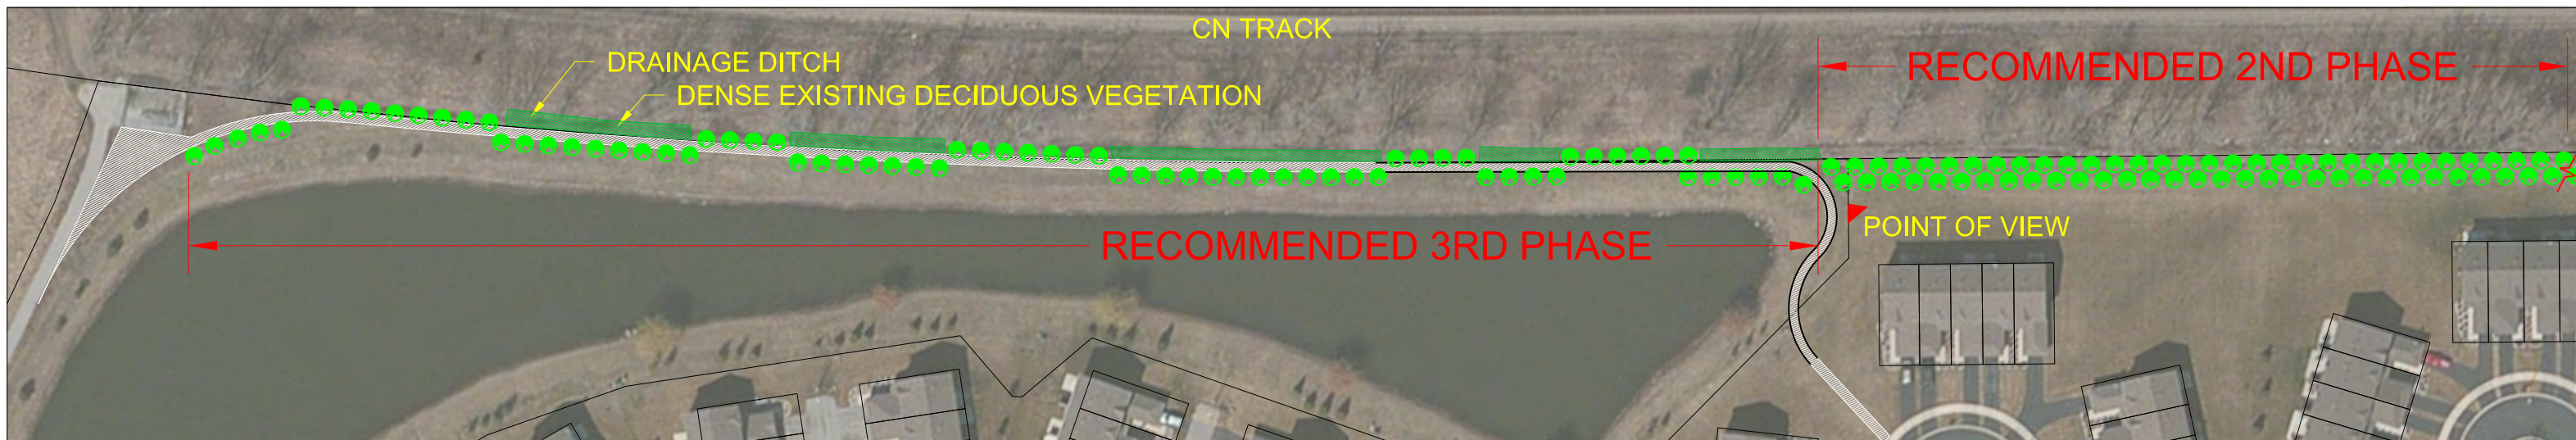 CN TRACK
DRAINAGE DITCH
DENSE EXISTING DECIDUOUS VEGETATION
RECOMMENDED 2ND PHASE
RECOMMENDED 3RD PHASE
POINT OF VIEW